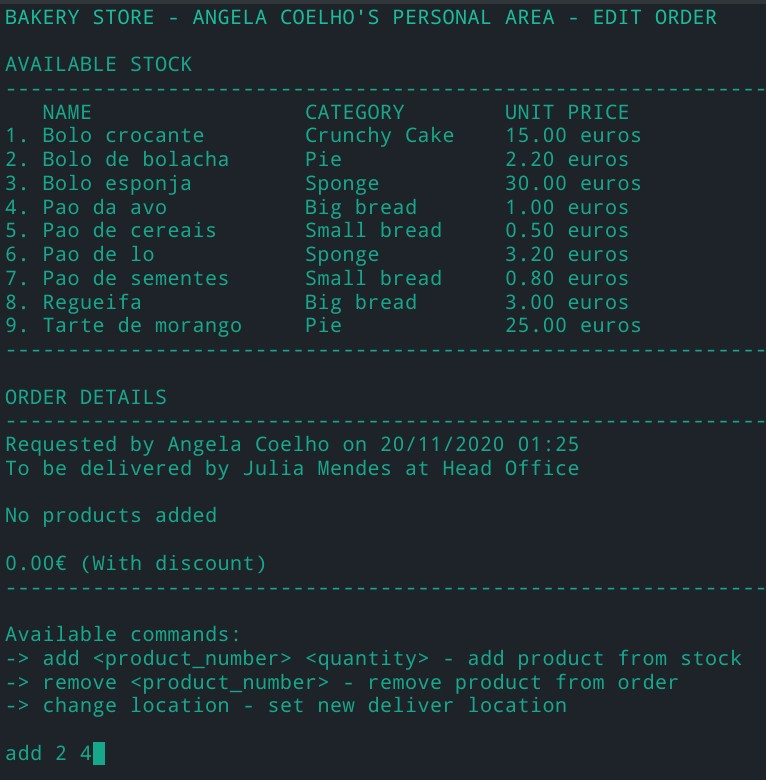 BAKERY STORE - ANGELA COELHO'S PERSONAL AREA - EDIT ORDER
AVAILABLE STOCK
-------------------------------------------------------------
NAME CATEGORY UNIT PRICE
1. Bolo crocante Crunchy Cake 15.00 euros
2. Bolo de bolacha Pie 2.20 euros
3. Bolo esponja Sponge 30.00 euros
4. Pao da avo Big bread 1.00 euros
5. Pao de cereais Small bread 0.50 euros
6. Pao de lo Sponge 3.20 euros
7. Pao de sementes Small bread 0.80 euros
8. Regueifa Big bread 3.00 euros
9. Tarte de morango Pie 25.00 euros
-------------------------------------------------------------
ORDER DETAILS
-------------------------------------------------------------
Requested by Angela Coelho on 20/11/2020 01:25
To be delivered by Julia Mendes at Head Office
No products added
0.00€ (With discount)
-------------------------------------------------------------
Available commands:
-> add <product_number> <quantity> - add product from stock
-> remove <product_number> - remove product from order
-> change location - set new deliver location
add 2 4